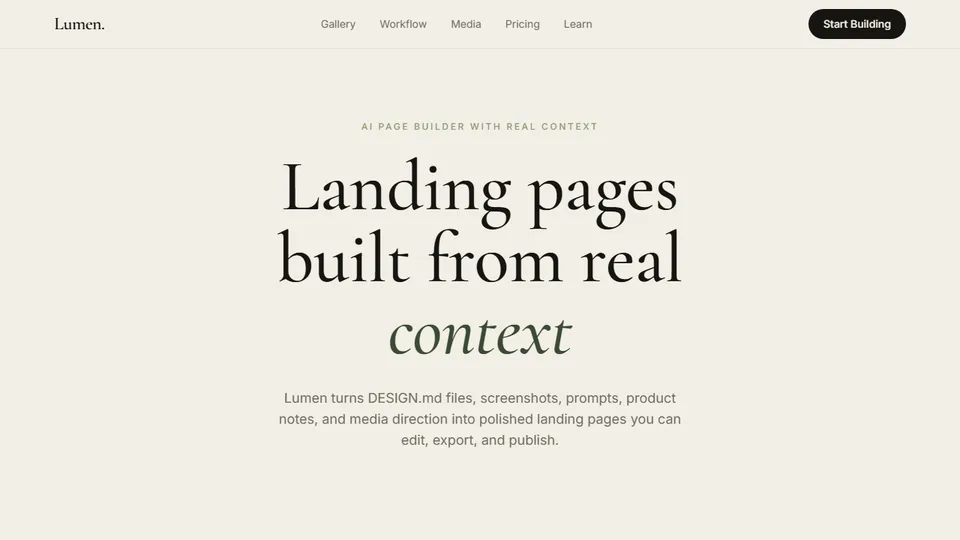 Lumen.
Gallery
Workflow
Media
Pricing
Learn
Start Building
AI PAGE BUILDER WITH REAL CONTEXT
Landing pages
built from real
context
Lumen turns DESIGN.md files, screenshots, prompts, product
notes, and media direction into polished landing pages you can
edit, export, and publish.